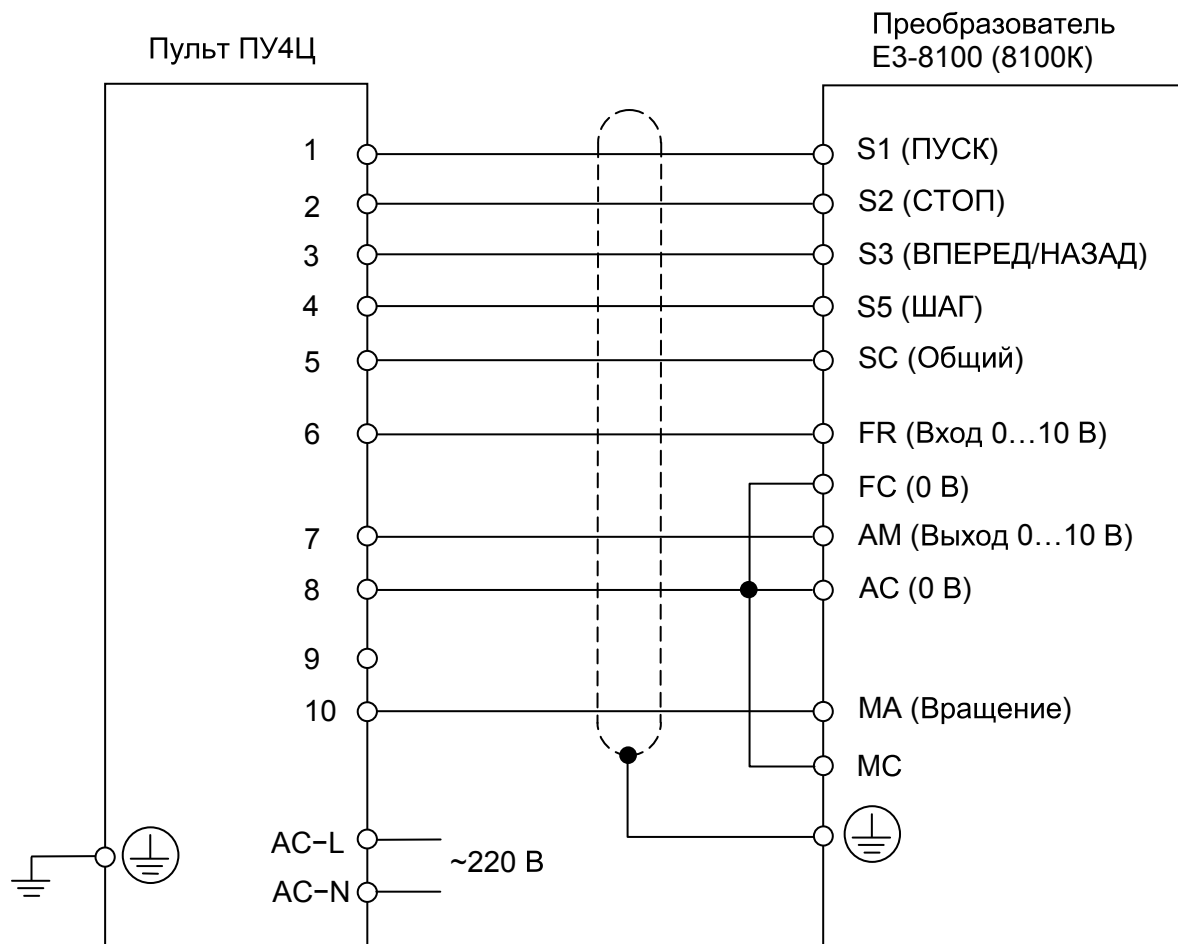 Пульт ПУ4Ц
Преобразователь
Е3-8100 (8100К)
1
S1 (ПУСК)
2
S2 (СТОП)
3
S3 (ВПЕРЕД/НАЗАД)
4
S5 (ШАГ)
5
SC (Общий)
6
FR (Вход 0…10 В)
FC (0 В)
7
AM (Выход 0…10 В)
8
AC (0 В)
9
10
MA (Вращение)
MC
AC−L
~220 В
AC−N